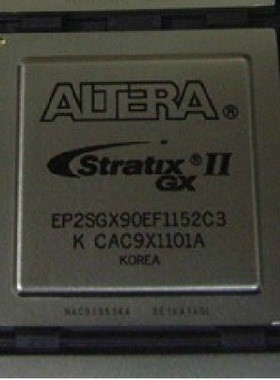 ALTERA®
Stratix® II
GX
EP2SGX90EF1152C3
K CAC9X1101A
KOREA